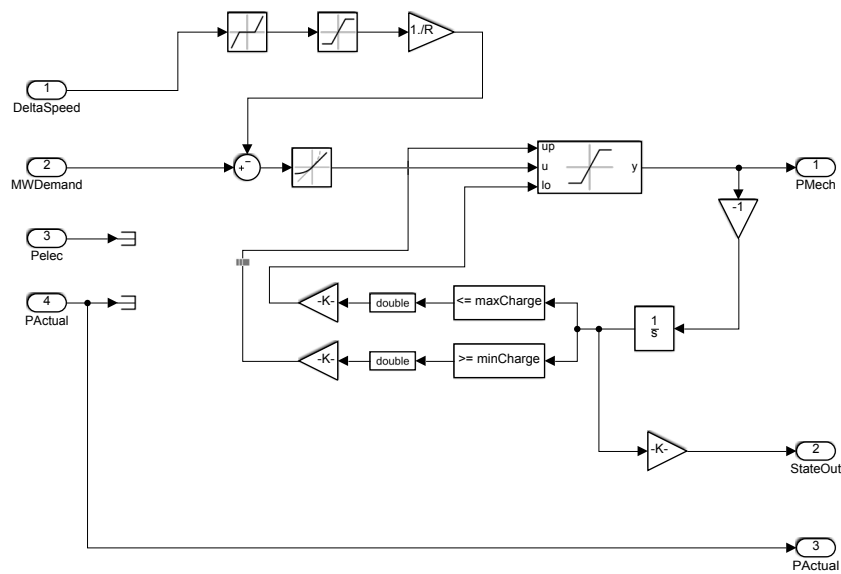 1./R
1
DeltaSpeed
2
MWDemand
+
−
up
u
lo
y
1
PMech
-1
3
Pelec
4
PActual
-K-
double
<= maxCharge
1
s
-K-
double
>= minCharge
-K-
2
StateOut
3
PActual